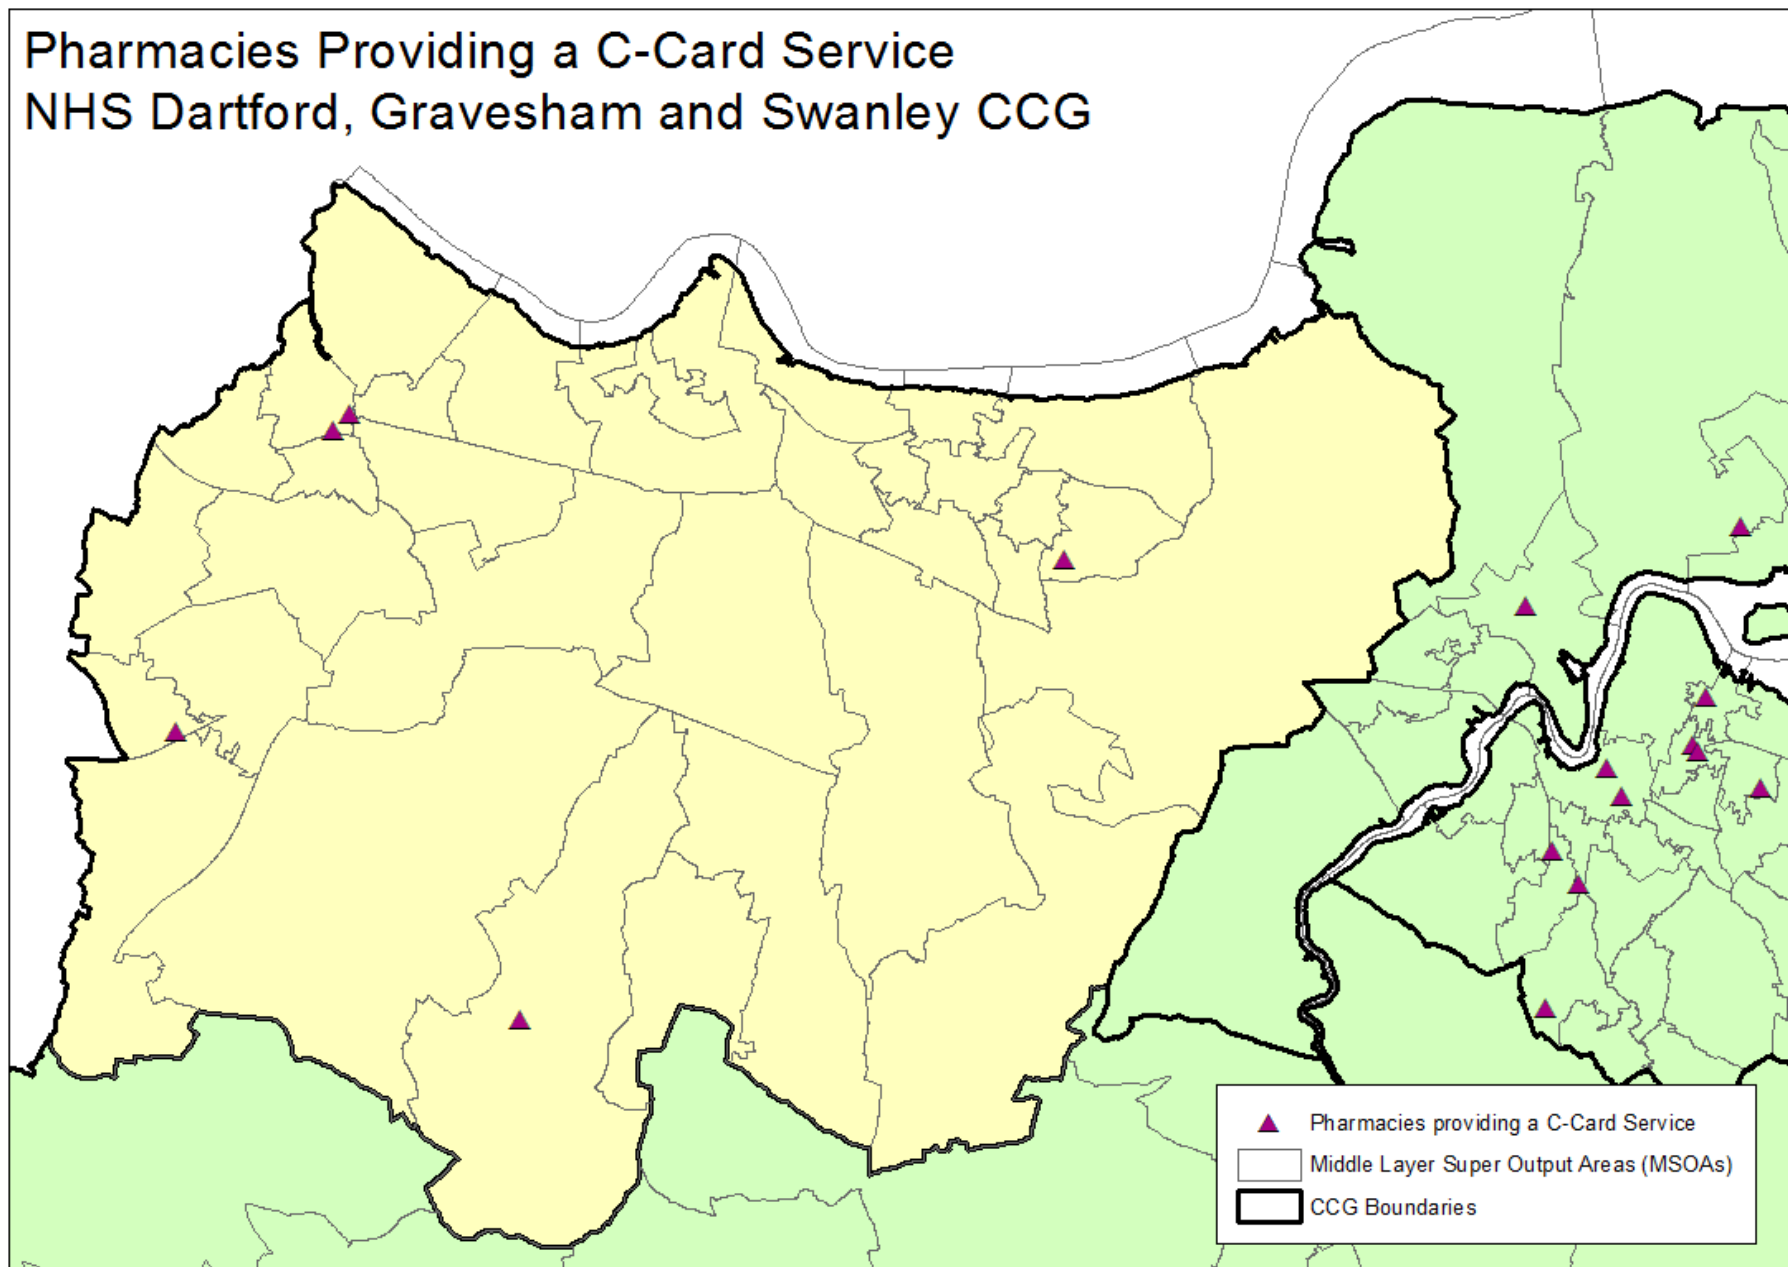 Pharmacies Providing a C-Card Service
NHS Dartford, Gravesham and Swanley CCG
Pharmacies providing a C-Card Service
Middle Layer Super Output Areas (MSOAs)
CCG Boundaries